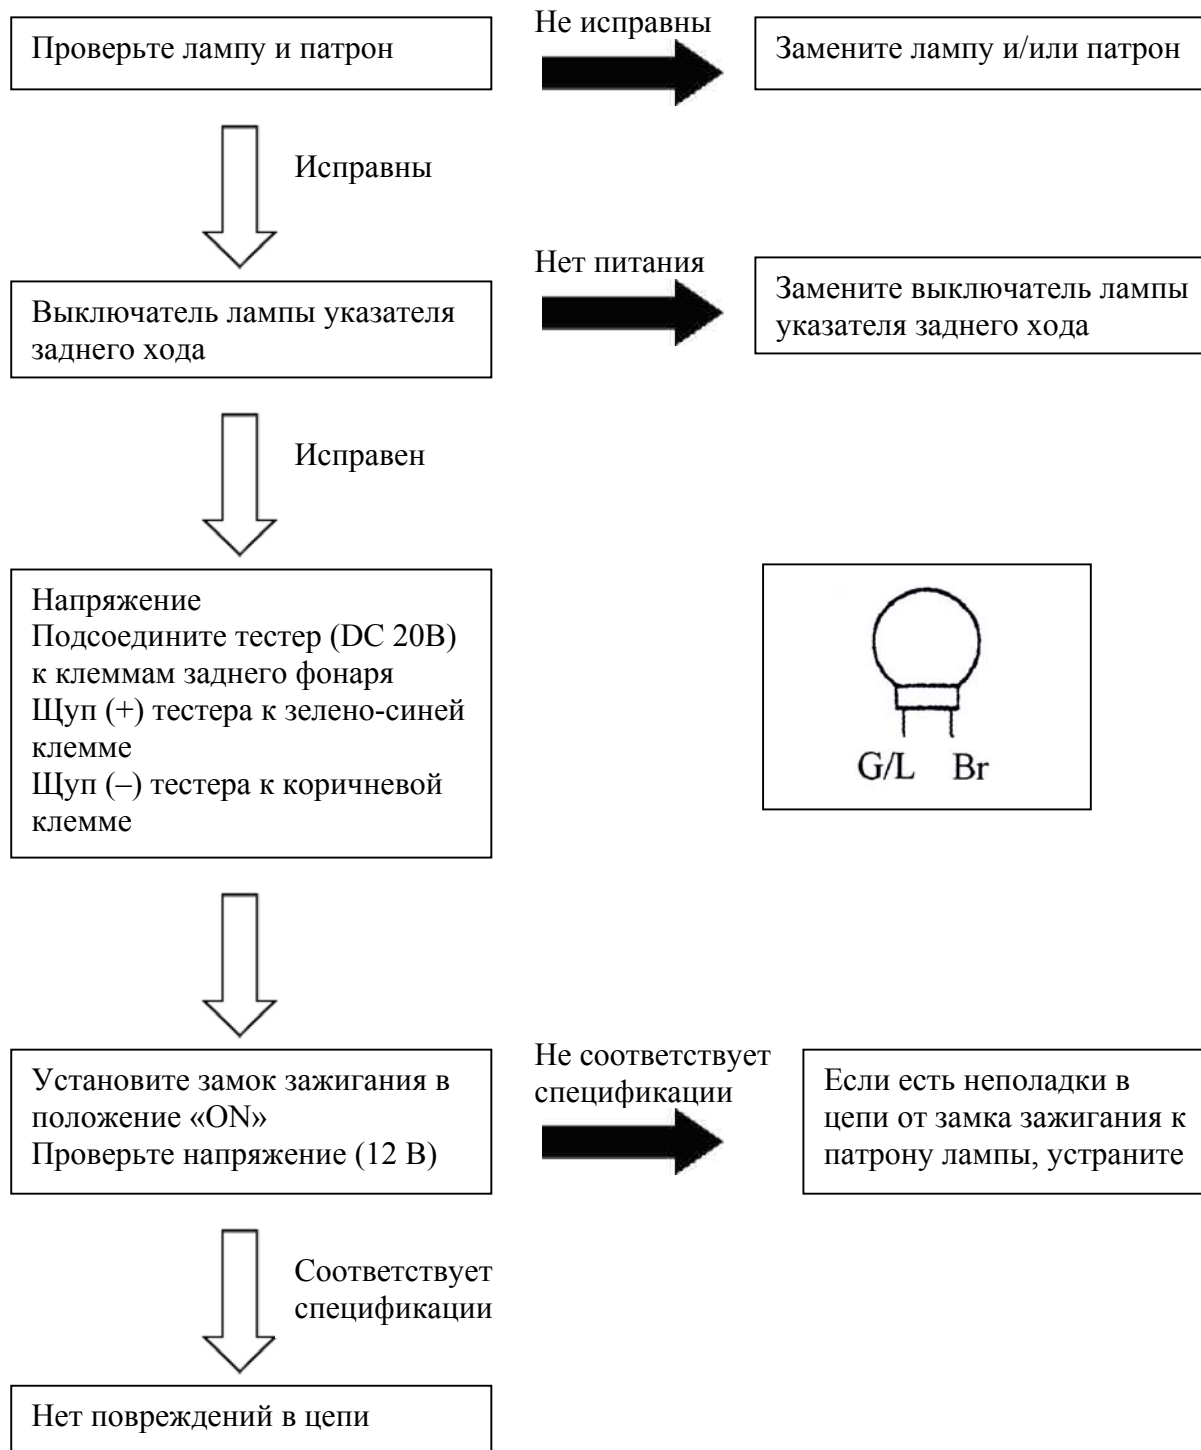 Проверьте лампу и патрон
Не исправны
Замените лампу и/или патрон
Исправны
Выключатель лампы указателя
заднего хода
Нет питания
Замените выключатель лампы
указателя заднего хода
Исправен
Напряжение
Подсоедините тестер (DC 20В)
к клеммам заднего фонаря
Щуп (+) тестера к зелено-синей
клемме
Щуп (–) тестера к коричневой
клемме
G/L Br
Установите замок зажигания в
положение «ON»
Проверьте напряжение (12 В)
Не соответствует
спецификации
Если есть неполадки в
цепи от замка зажигания к
патрону лампы, устраните
Соответствует
спецификации
Нет повреждений в цепи